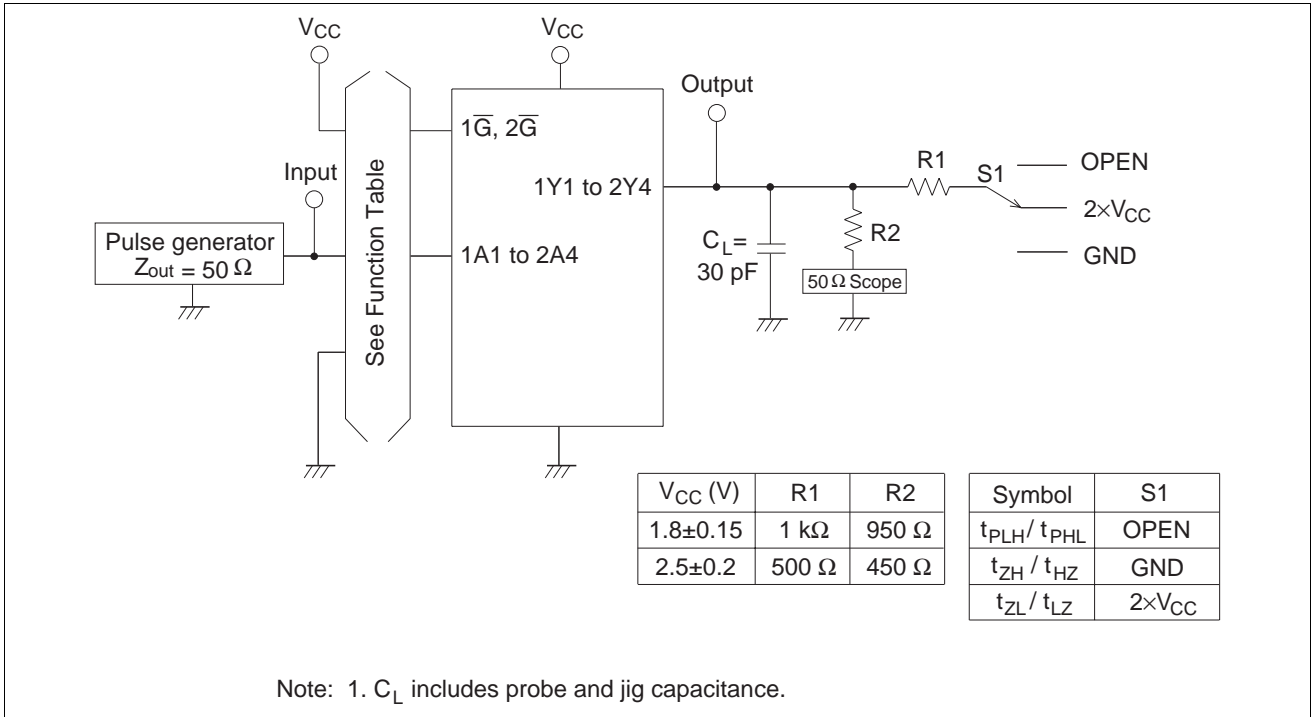 VCC
VCC
Output
Input
1G̅, 2G̅
R1
S1
OPEN
1Y1 to 2Y4
2×VCC
Pulse generator
Zout = 50 Ω
See Function Table
1A1 to 2A4
CL=
30 pF
R2
GND
50 Ω Scope
VCC (V) R1 R2
1.8±0.15 1 kΩ 950 Ω
2.5±0.2 500 Ω 450 Ω
Symbol S1
tPLH / tPHL OPEN
tZH / tHZ GND
tZL / tLZ 2×VCC
Note: 1. CL includes probe and jig capacitance.